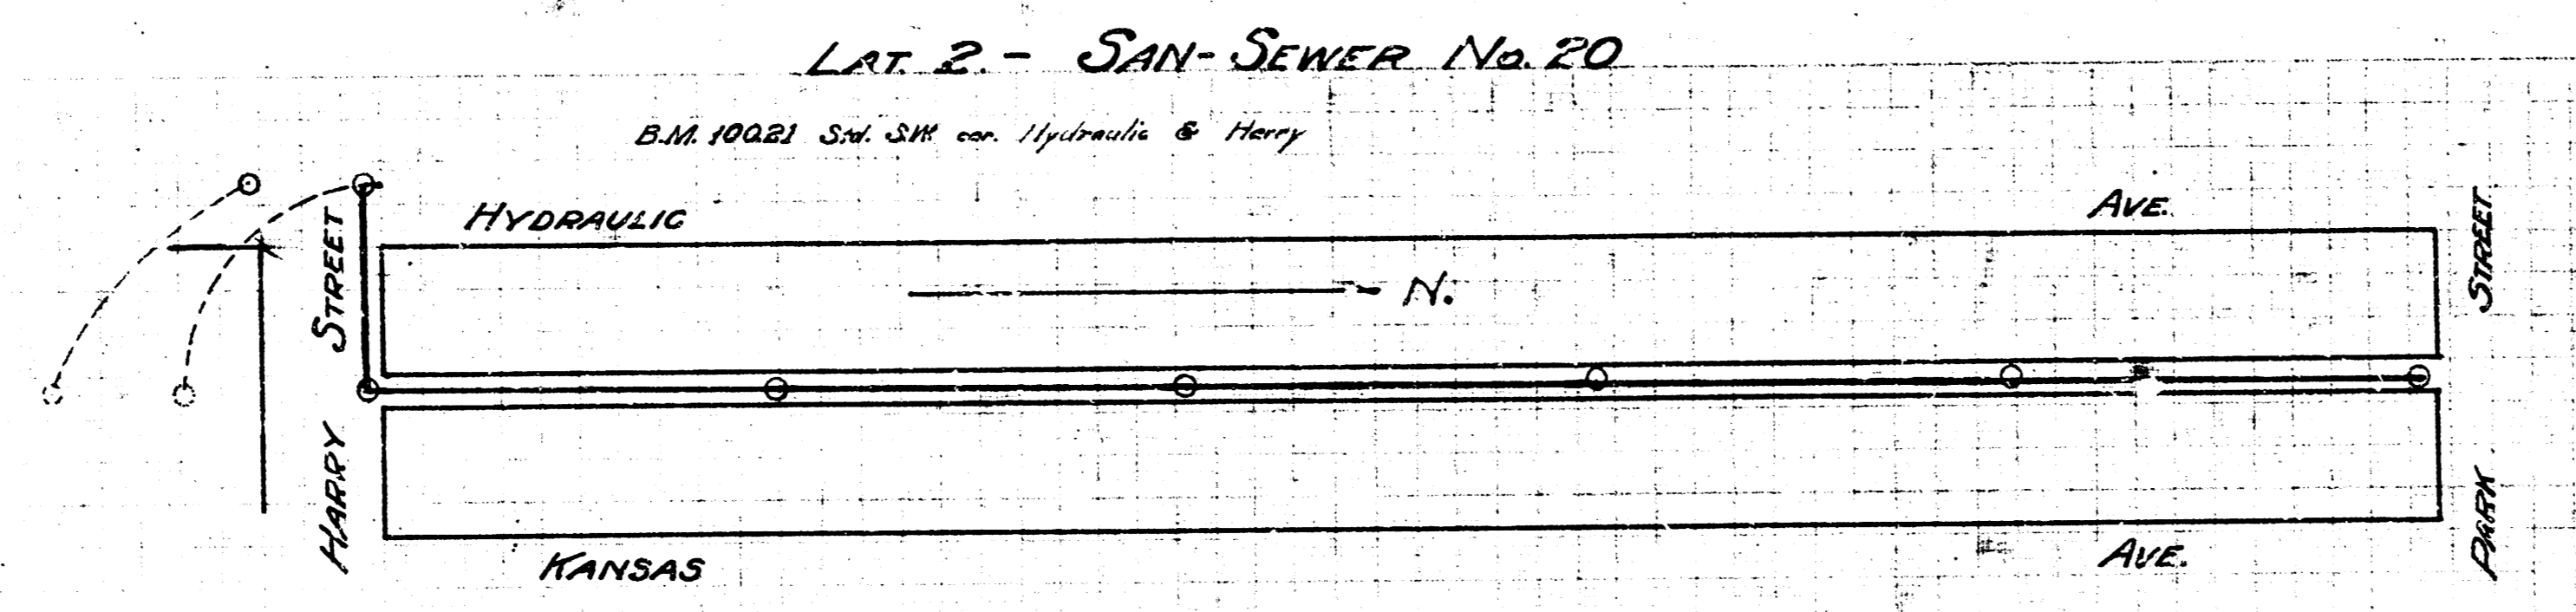 LAT. 2. - SAN-SEWER No. 20
B.M. 100.21 Std. S.W. cor. Hydraulic & Harry
HYDRAULIC AVE.
STREET
STREET
N.
HARRY
PARK
KANSAS AVE.